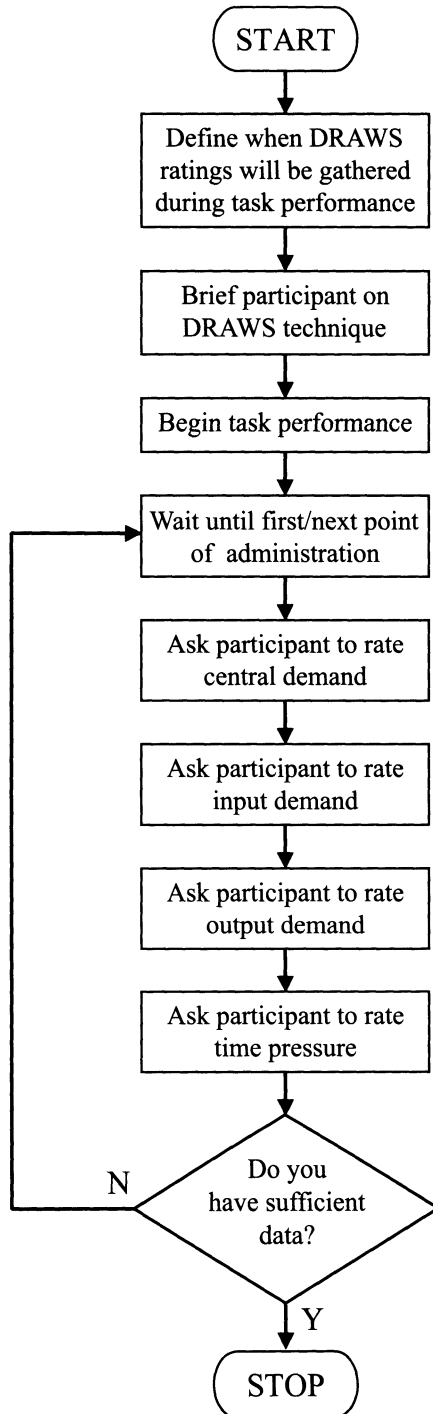 START
Define when DRAWS
ratings will be gathered
during task performance
Brief participant on
DRAWS technique
Begin task performance
Wait until first/next point
of administration
Ask participant to rate
central demand
Ask participant to rate
input demand
Ask participant to rate
output demand
Ask participant to rate
time pressure
Do you
N
have sufficient
data?
Y
STOP